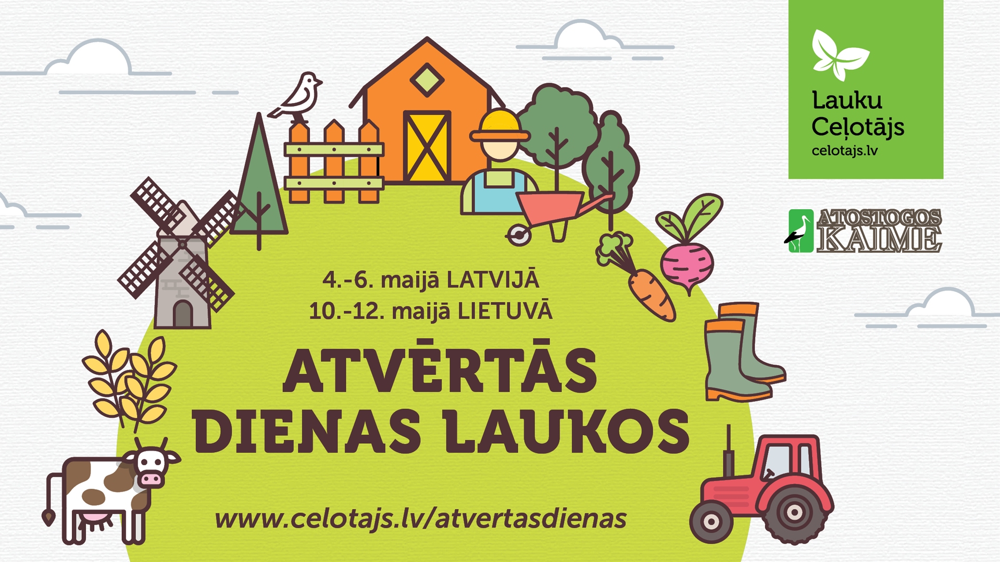 Lauku
Ceļotājs
celotajs.lv
ATOSTOGOS
KAIME
4.-6. maijā LATVIJĀ
10.-12. maijā LIETUVĀ
ATVĒRTĀS
DIENAS LAUKOS
www.celotajs.lv/atvertasdienas